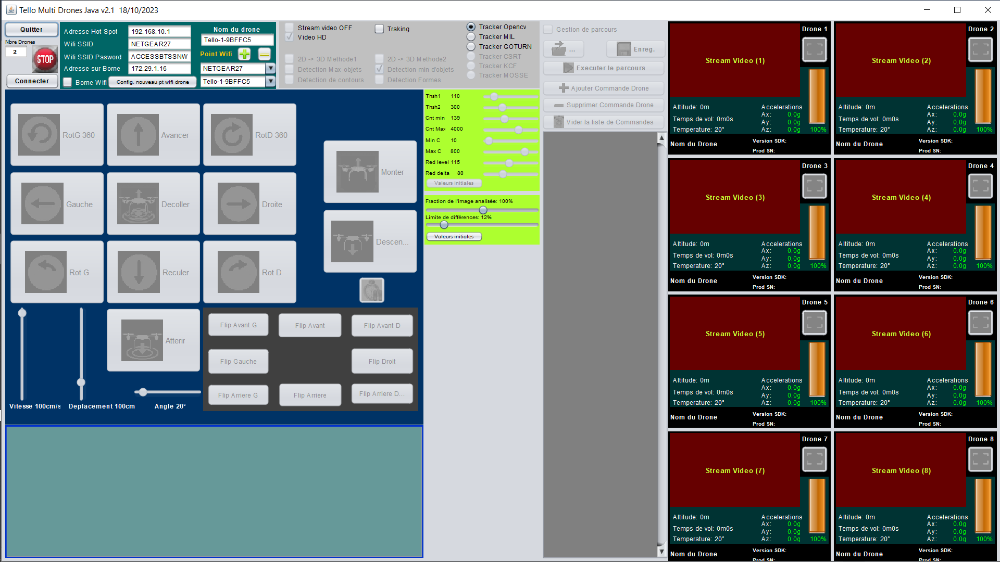 Tello Multi Drones Java v2.1  18/10/2023
Quitter
Nbre Drones
2
STOP
Connecter
Adresse Hot Spot
192.168.10.1
Wifi SSID
NETGEAR27
Wifi SSID Pasword
ACCESSBTSSNW
Adresse sur Borne
172.29.1.16
Borne Wifi
Config. nouveau pt wifi drone
Nom du drone
Tello-1-9BFFC5
Point Wifi
NETGEAR27
Tello-1-9BFFC5
Stream video OFF
Video HD
Traking
2D -> 3D Methode1
2D -> 3D Methode2
Detection Max objets
Detection min d'objets
Detection de contours
Detection Formes
Tracker Opencv
Tracker MIL
Tracker GOTURN
Tracker CSRT
Tracker KCF
Tracker MOSSE
Gestion de parcours
...
Enreg.
Executer le parcours
Ajouter Commande Drone
Supprimer Commande Drone
Vider la liste de Commandes
RotG 360
Avancer
RotD 360
Gauche
Decoller
Droite
Rot G
Reculer
Rot D
Monter
Descen...
Atterir
Vitesse 100cm/s
Deplacement 100cm
Angle 20°
Flip Avant G
Flip Avant
Flip Avant D
Flip Gauche
Flip Droit
Flip Arriere G
Flip Arriere
Flip Arriere D...
Thsh1 110
Thsh2 300
Cnt min 139
Cnt Max 4000
Min C 10
Max C 800
Red level 115
Red delta 80
Valeurs initiales
Fraction de l'image analisée: 100%
Limite de différences: 12%
Valeurs initiales
Drone 1
Stream Video (1)
Altitude: 0m
Temps de vol: 0m0s
Temperature: 20°
Accelerations
Ax: 0.0g
Ay: 0.0g
Az: 0.0g
100%
Nom du Drone
Version SDK:
Prod SN:
Drone 2
Stream Video (2)
Altitude: 0m
Temps de vol: 0m0s
Temperature: 20°
Accelerations
Ax: 0.0g
Ay: 0.0g
Az: 0.0g
100%
Nom du Drone
Version SDK:
Prod SN:
Drone 3
Stream Video (3)
Altitude: 0m
Temps de vol: 0m0s
Temperature: 20°
Accelerations
Ax: 0.0g
Ay: 0.0g
Az: 0.0g
100%
Nom du Drone
Version SDK:
Prod SN:
Drone 4
Stream Video (4)
Altitude: 0m
Temps de vol: 0m0s
Temperature: 20°
Accelerations
Ax: 0.0g
Ay: 0.0g
Az: 0.0g
100%
Nom du Drone
Version SDK:
Prod SN:
Drone 5
Stream Video (5)
Altitude: 0m
Temps de vol: 0m0s
Temperature: 20°
Accelerations
Ax: 0.0g
Ay: 0.0g
Az: 0.0g
100%
Nom du Drone
Version SDK:
Prod SN:
Drone 6
Stream Video (6)
Altitude: 0m
Temps de vol: 0m0s
Temperature: 20°
Accelerations
Ax: 0.0g
Ay: 0.0g
Az: 0.0g
100%
Nom du Drone
Version SDK:
Prod SN:
Drone 7
Stream Video (7)
Altitude: 0m
Temps de vol: 0m0s
Temperature: 20°
Accelerations
Ax: 0.0g
Ay: 0.0g
Az: 0.0g
100%
Nom du Drone
Version SDK:
Prod SN:
Drone 8
Stream Video (8)
Altitude: 0m
Temps de vol: 0m0s
Temperature: 20°
Accelerations
Ax: 0.0g
Ay: 0.0g
Az: 0.0g
100%
Nom du Drone
Version SDK:
Prod SN: